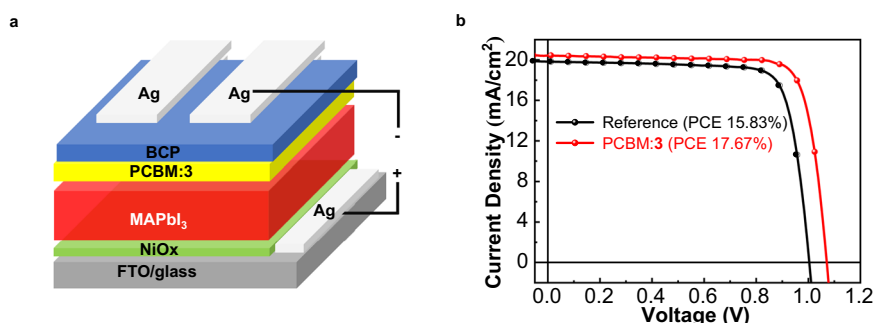 a
Ag
Ag
-
BCP
PCBM:3
+
Ag
MAPbI₃
NiOx
FTO/glass
b
Current Density (mA/cm²)
20
16
12
8
4
0
Reference (PCE 15.83%)
PCBM:3 (PCE 17.67%)
0.0
0.2
0.4
0.6
0.8
1.0
1.2
Voltage (V)